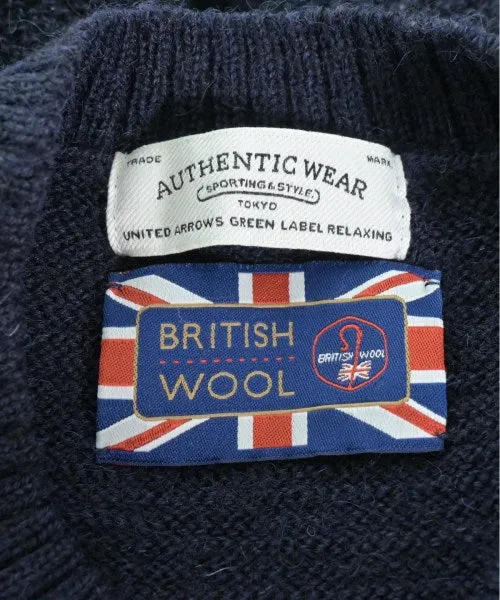 TRADE MARK
AUTHENTIC WEAR
SPORTING & STYLE
TOKYO
UNITED ARROWS GREEN LABEL RELAXING
BRITISH
WOOL
BRITISH WOOL